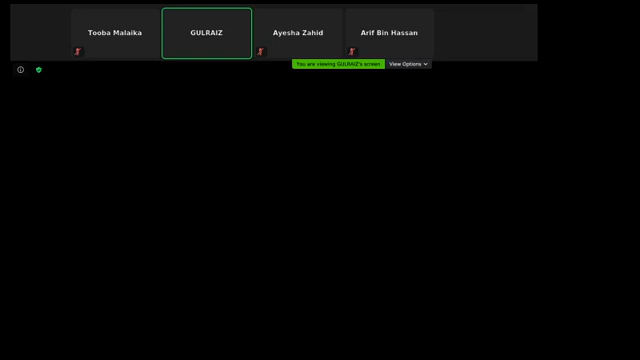 Tooba Malaika
GULRAIZ
Ayesha Zahid
Arif Bin Hassan
You are viewing GULRAIZ's screen
View Options